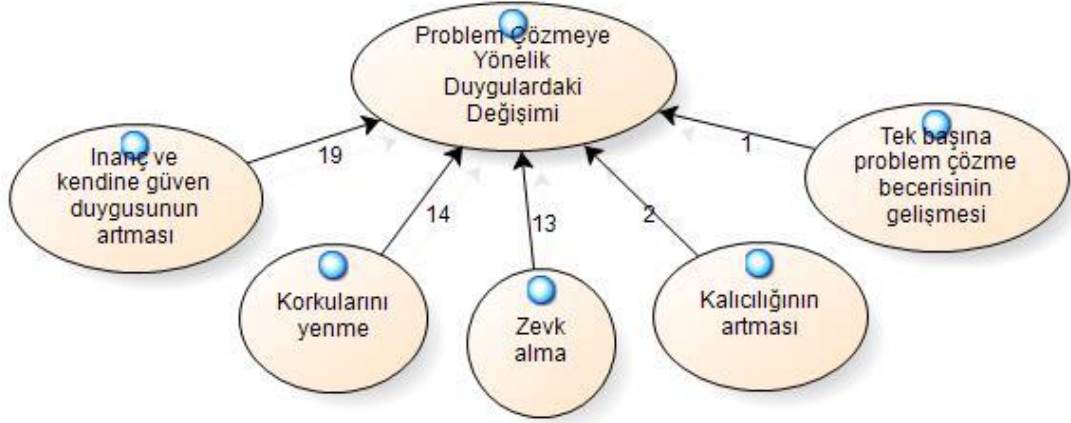 Problem Çözmeye
Yönelik
Duygulardaki
Değişimi
Inanç ve
kendine güven
duygusunun
artması
19
14
13
2
1
Tek başına
problem çözme
becerisinin
gelişmesi
Korkularını
yenme
Zevk
alma
Kalıcılığının
artması